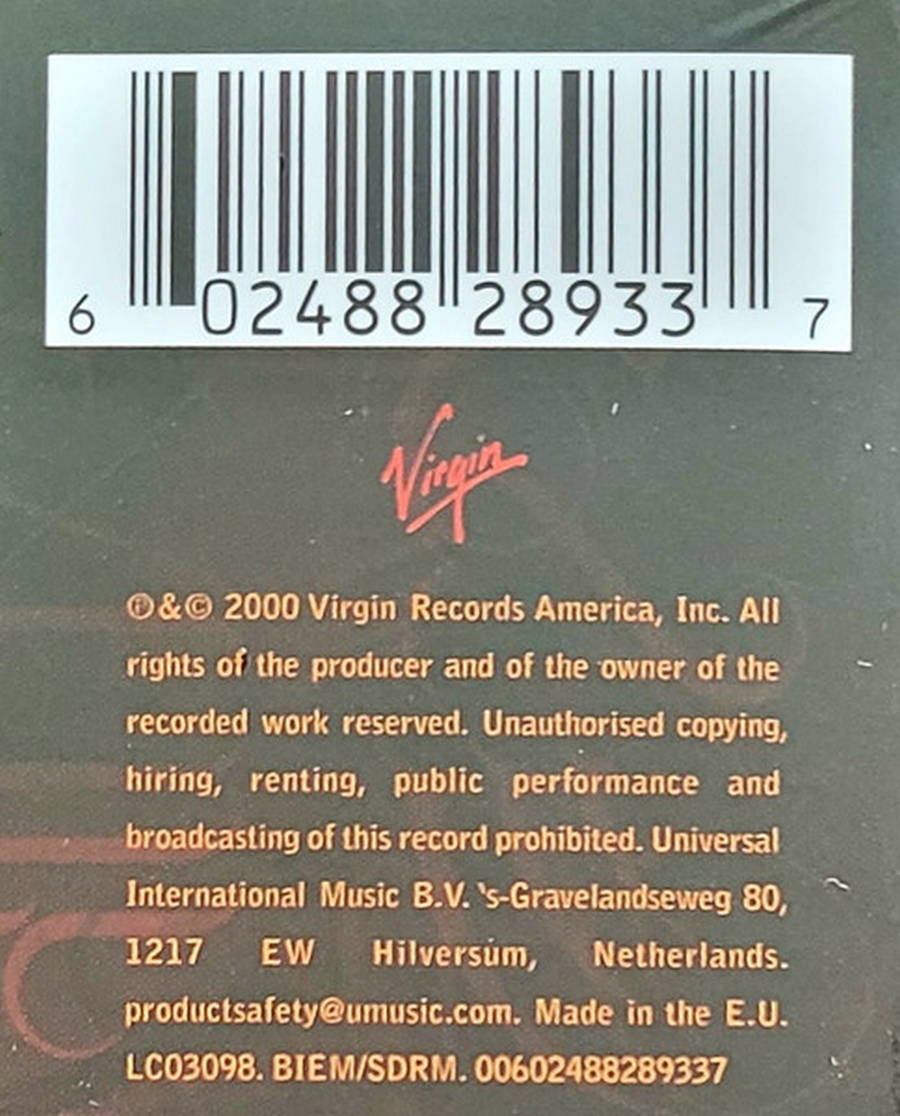 6 02488 28933 7
Virgin
℗&© 2000 Virgin Records America, Inc. All
rights of the producer and of the owner of the
recorded work reserved. Unauthorised copying,
hiring, renting, public performance and
broadcasting of this record prohibited. Universal
International Music B.V. 's-Gravelandseweg 80,
1217 EW Hilversum, Netherlands.
productsafety@umusic.com. Made in the E.U.
LC03098. BIEM/SDRM. 00602488289337